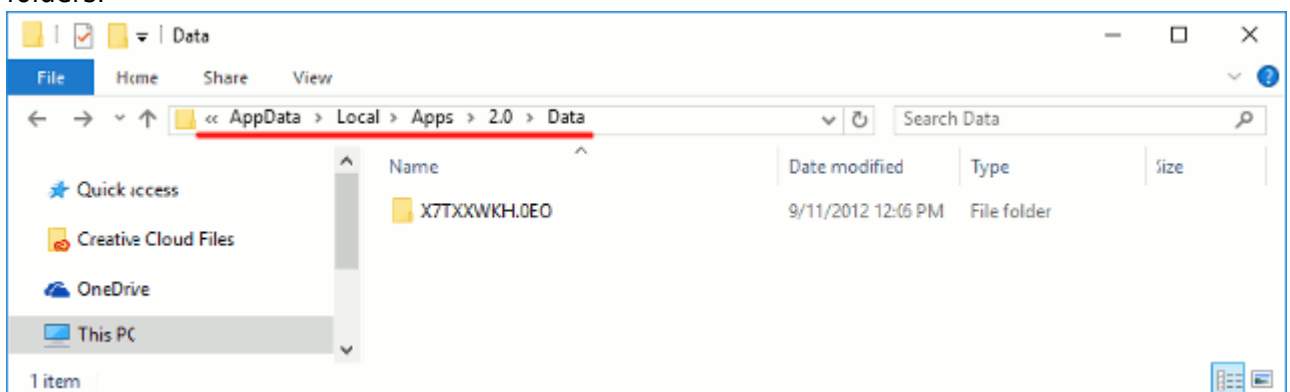 Data
File Home Share View
« AppData > Local > Apps > 2.0 > Data Search Data
Name Date modified Type Size
Quick access
X7TXXWKH.0EO 9/11/2012 12:05 PM File folder
Creative Cloud Files
OneDrive
This PC
1 item